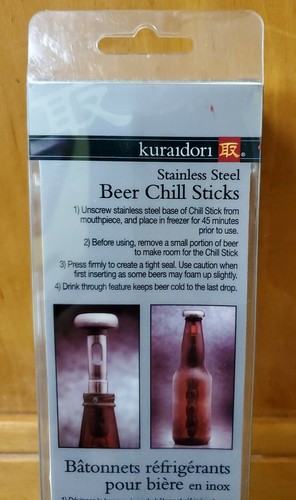 取
kuraidori 取®
Stainless Steel
Beer Chill Sticks
1) Unscrew stainless steel base of Chill Stick from
mouthpiece, and place in freezer for 45 minutes
prior to use.
2) Before using, remove a small portion of beer
to make room for the Chill Stick
3) Press firmly to create a tight seal. Use caution when
first inserting as some beers may foam up slightly.
4) Drink through feature keeps beer cold to the last drop.
Bâtonnets réfrigérants
pour bière en inox